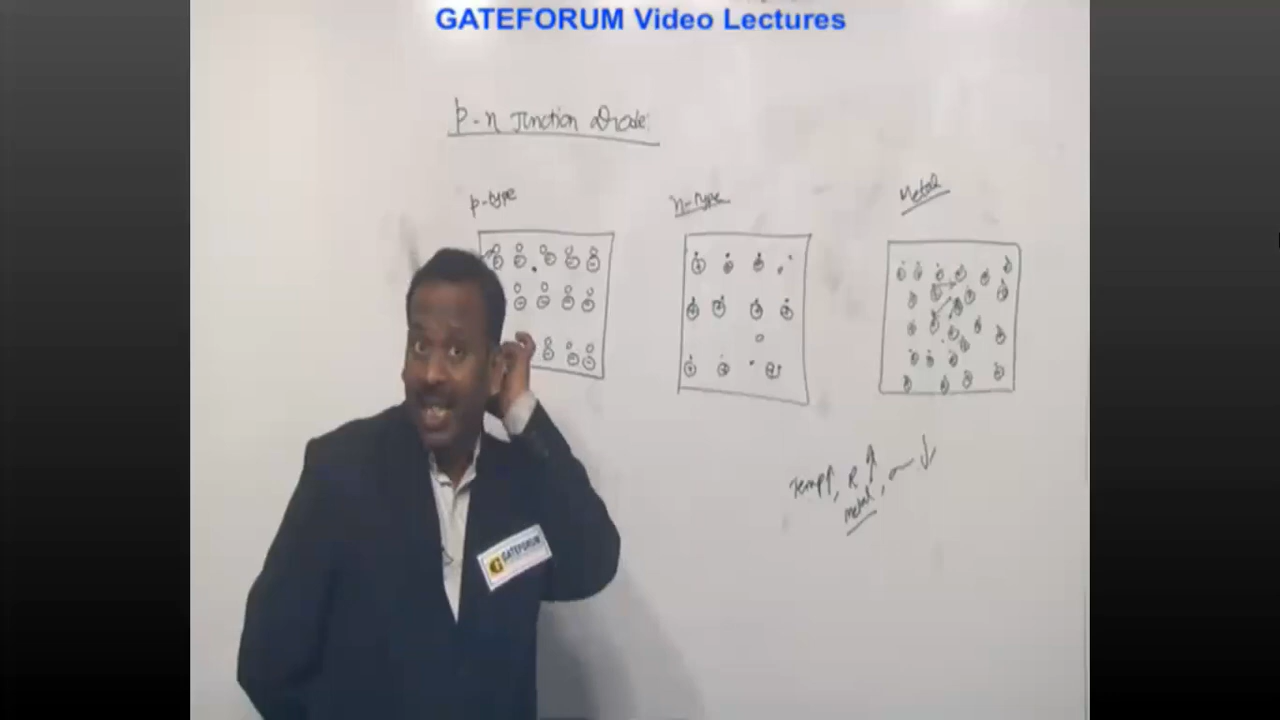 GATEFORUM Video Lectures
p-n Junction Diode:
p-type
n-type
Metal
Temp↑, R↑
Metal, σ↓
GATEFORUM